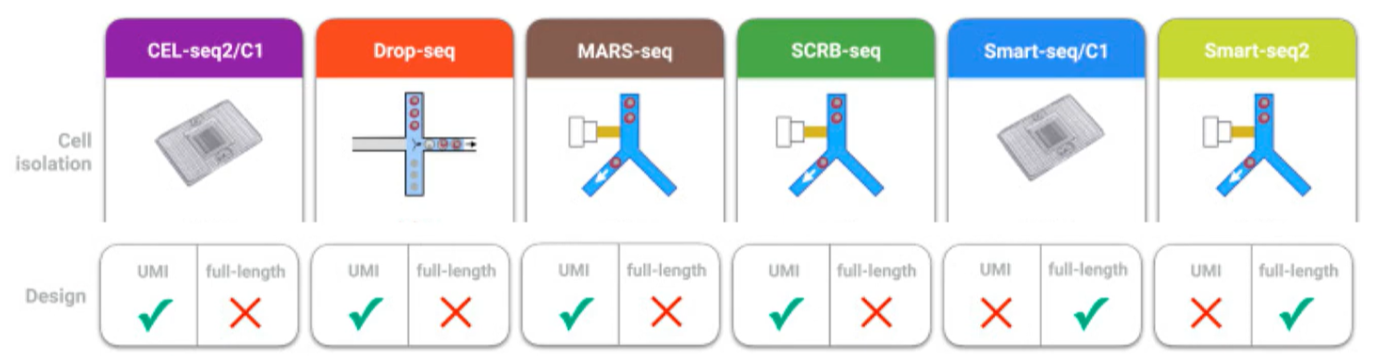 CEL-seq2/C1 Drop-seq MARS-seq SCRB-seq Smart-seq/C1 Smart-seq2
Cell
isolation
UMI full-length UMI full-length UMI full-length UMI full-length UMI full-length UMI full-length
Design